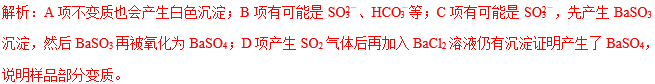 解析：A 项不变质也会产生白色沉淀；B 项有可能是 SO₃²⁻、HCO₃⁻ 等；C 项有可能是 SO₃²⁻，先产生 BaSO₃
沉淀，然后 BaSO₃ 再被氧化为 BaSO₄；D 项产生 SO₂ 气体后再加入 BaCl₂ 溶液仍有沉淀证明产生了 BaSO₄，
说明样品部分变质。